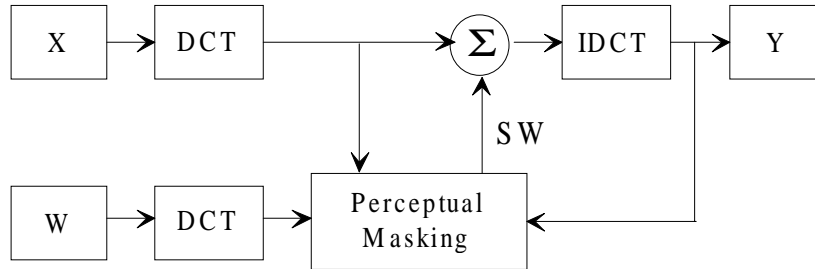 X
DCT
Σ
IDCT
Y
SW
W
DCT
Perceptual
Masking